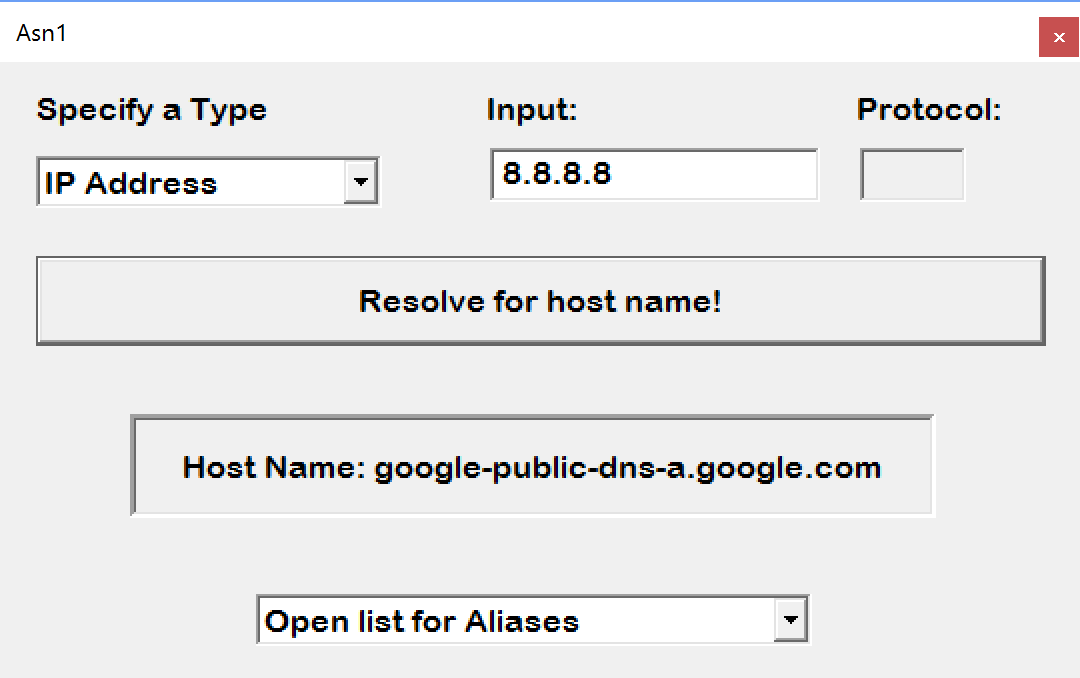 Asn1
Specify a Type
Input:
Protocol:
IP Address
8.8.8.8
Resolve for host name!
Host Name: google-public-dns-a.google.com
Open list for Aliases